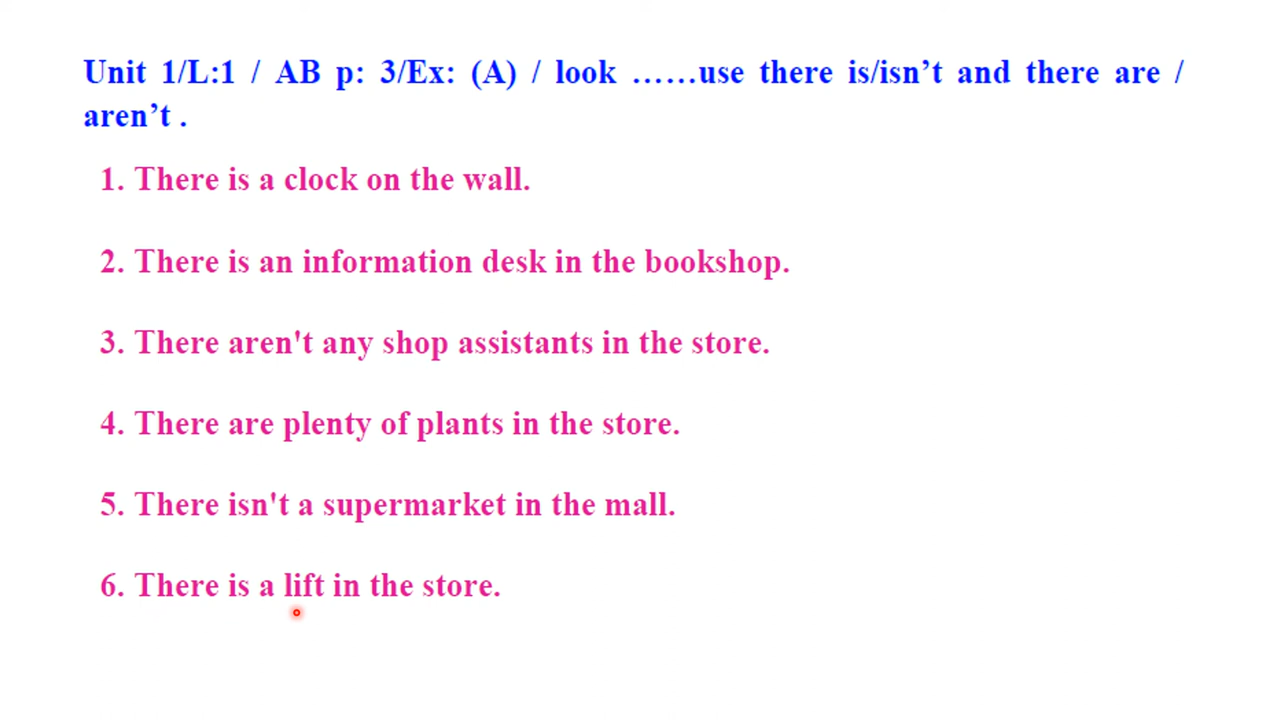 Unit 1/L:1 / AB p: 3/Ex: (A) / look ……use there is/isn’t and there are /
aren’t .
1. There is a clock on the wall.
2. There is an information desk in the bookshop.
3. There aren't any shop assistants in the store.
4. There are plenty of plants in the store.
5. There isn't a supermarket in the mall.
6. There is a lift in the store.